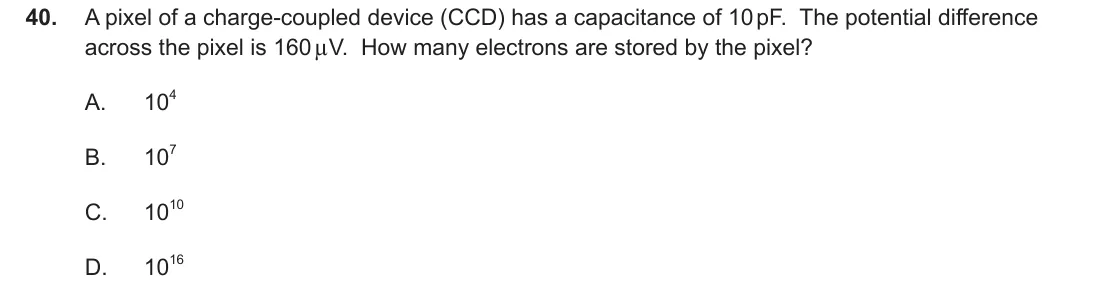 40. A pixel of a charge-coupled device (CCD) has a capacitance of 10 pF. The potential difference
across the pixel is 160 µV. How many electrons are stored by the pixel?
A. 10⁴
B. 10⁷
C. 10¹⁰
D. 10¹⁶